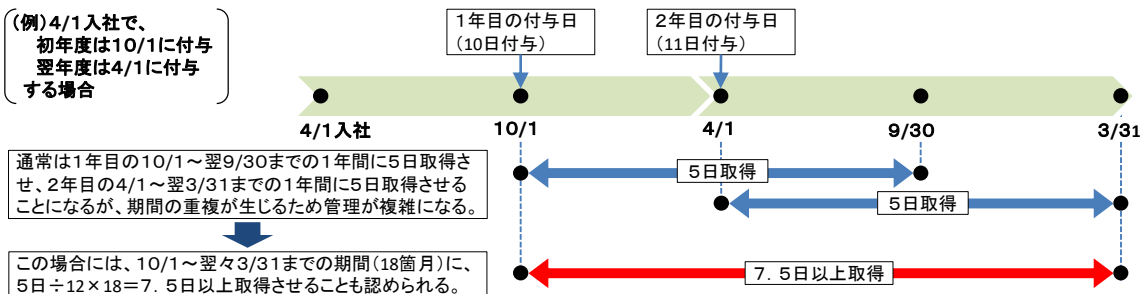 (例)4/1入社で、
初年度は10/1に付与
翌年度は4/1に付与
する場合
1年目の付与日
(10日付与)
2年目の付与日
(11日付与)
4/1入社
10/1
4/1
9/30
3/31
通常は1年目の10/1～翌9/30までの1年間に5日取得さ
せ、2年目の4/1～翌3/31までの1年間に5日取得させる
ことになるが、期間の重複が生じるため管理が複雑になる。
5日取得
5日取得
この場合には、10/1～翌々3/31までの期間(18箇月)に、
5日÷12×18＝7．5日以上取得させることも認められる。
7．5日以上取得